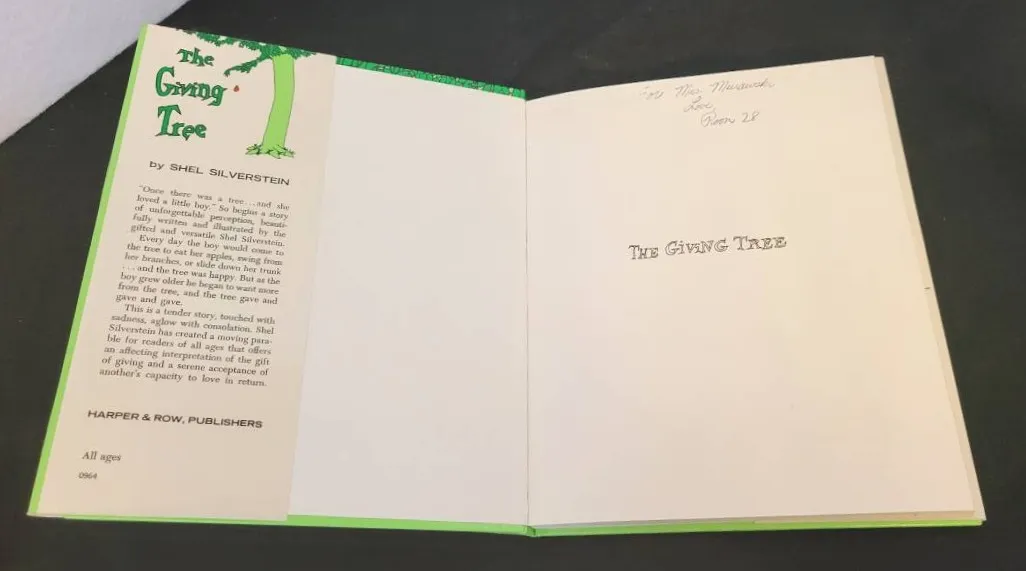 The
Giving
Tree
by SHEL SILVERSTEIN
"Once there was a tree...and she
loved a little boy." So begins a story
of unforgettable perception, beauti-
fully written and illustrated by the
gifted and versatile Shel Silverstein.
Every day the boy would come to
the tree to eat her apples, swing from
her branches, or slide down her trunk
...and the tree was happy. But as the
boy grew older he began to want more
from the tree, and the tree gave and
gave and gave.
This is a tender story, touched with
sadness, aglow with consolation. Shel
Silverstein has created a moving para-
ble for readers of all ages that offers
an affecting interpretation of the gift
of giving and a serene acceptance of
another's capacity to love in return.
HARPER & ROW, PUBLISHERS
All ages
0964
Love,
Room 28
THE GIVING TREE